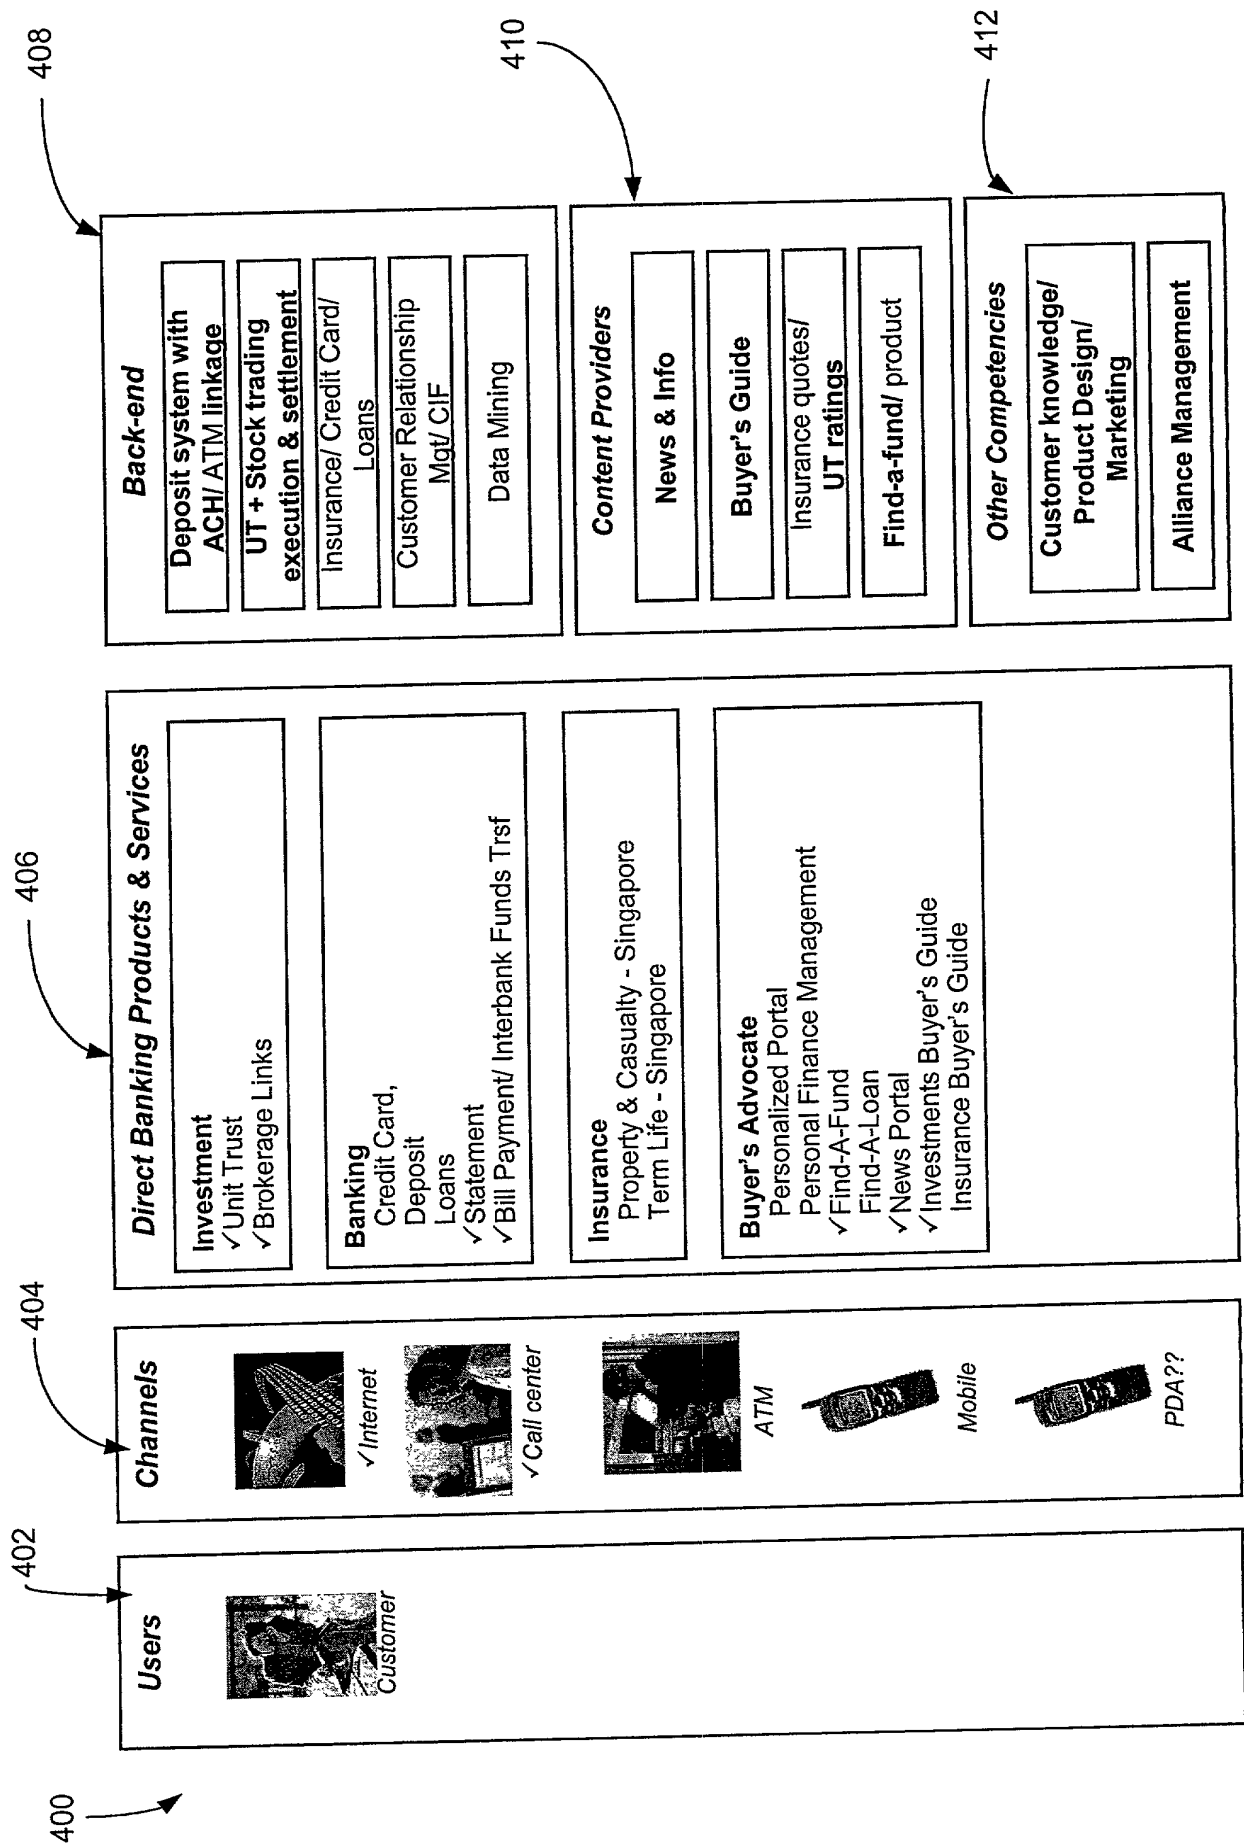 400
402
Users
Customer
404
Channels
✓Internet
✓Call center
ATM
Mobile
PDA??
406
Direct Banking Products & Services
Investment
✓Unit Trust
✓Brokerage Links
Banking
Credit Card,
Deposit
Loans
✓Statement
✓Bill Payment/ Interbank Funds Trsf
Insurance
Property & Casualty - Singapore
Term Life - Singapore
Buyer's Advocate
Personalized Portal
Personal Finance Management
✓Find-A-Fund
Find-A-Loan
✓News Portal
✓Investments Buyer's Guide
Insurance Buyer's Guide
408
Back-end
Deposit system with
ACH/ ATM linkage
UT + Stock trading
execution & settlement
Insurance/ Credit Card/
Loans
Customer Relationship
Mgt/ CIF
Data Mining
410
Content Providers
News & Info
Buyer's Guide
Insurance quotes/
UT ratings
Find-a-fund/ product
412
Other Competencies
Customer knowledge/
Product Design/
Marketing
Alliance Management